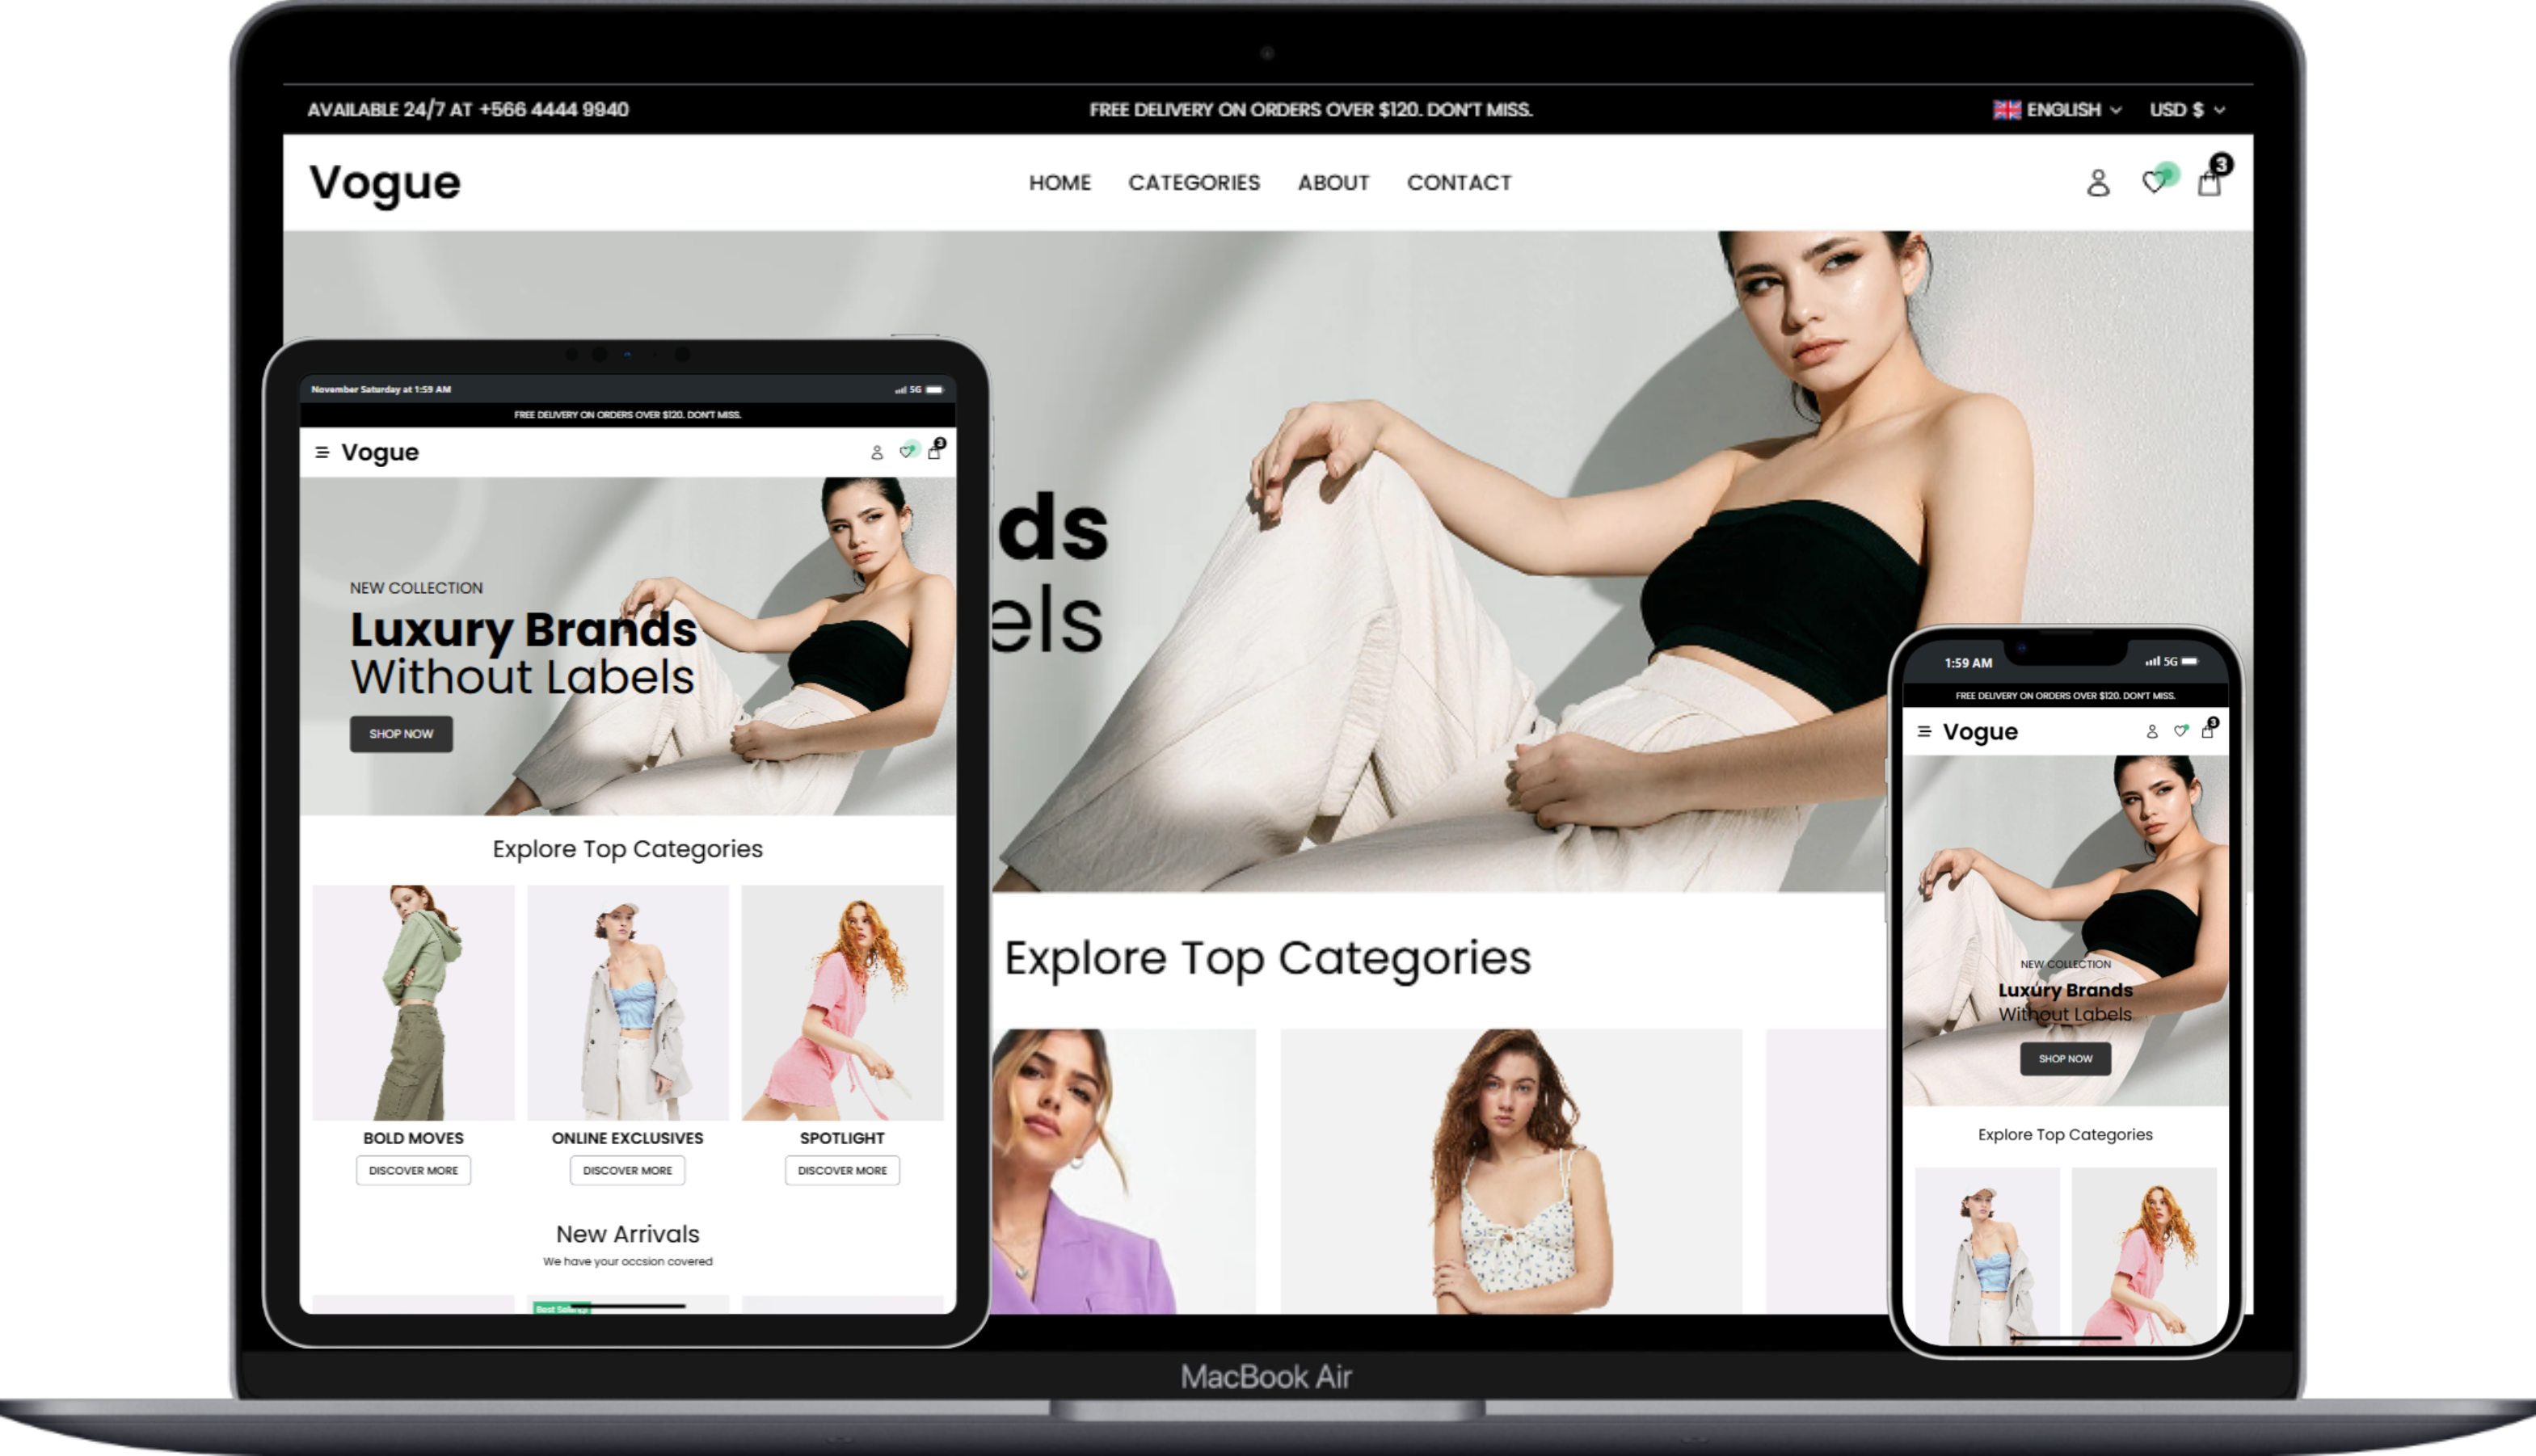 AVAILABLE 24/7 AT +566 4444 9940
FREE DELIVERY ON ORDERS OVER $120. DON'T MISS.
ENGLISH
USD $
Vogue
HOME
CATEGORIES
ABOUT
CONTACT
3
ds
els
Explore Top Categories
November Saturday at 1:59 AM
5G
FREE DELIVERY ON ORDERS OVER $120. DON'T MISS.
Vogue
3
NEW COLLECTION
Luxury Brands
Without Labels
SHOP NOW
Explore Top Categories
BOLD MOVES
DISCOVER MORE
ONLINE EXCLUSIVES
DISCOVER MORE
SPOTLIGHT
DISCOVER MORE
New Arrivals
We have your occsion covered
Best
1:59 AM
5G
FREE DELIVERY ON ORDERS OVER $120. DON'T MISS.
Vogue
3
NEW COLLECTION
Luxury Brands
Without Labels
SHOP NOW
Explore Top Categories
MacBook Air